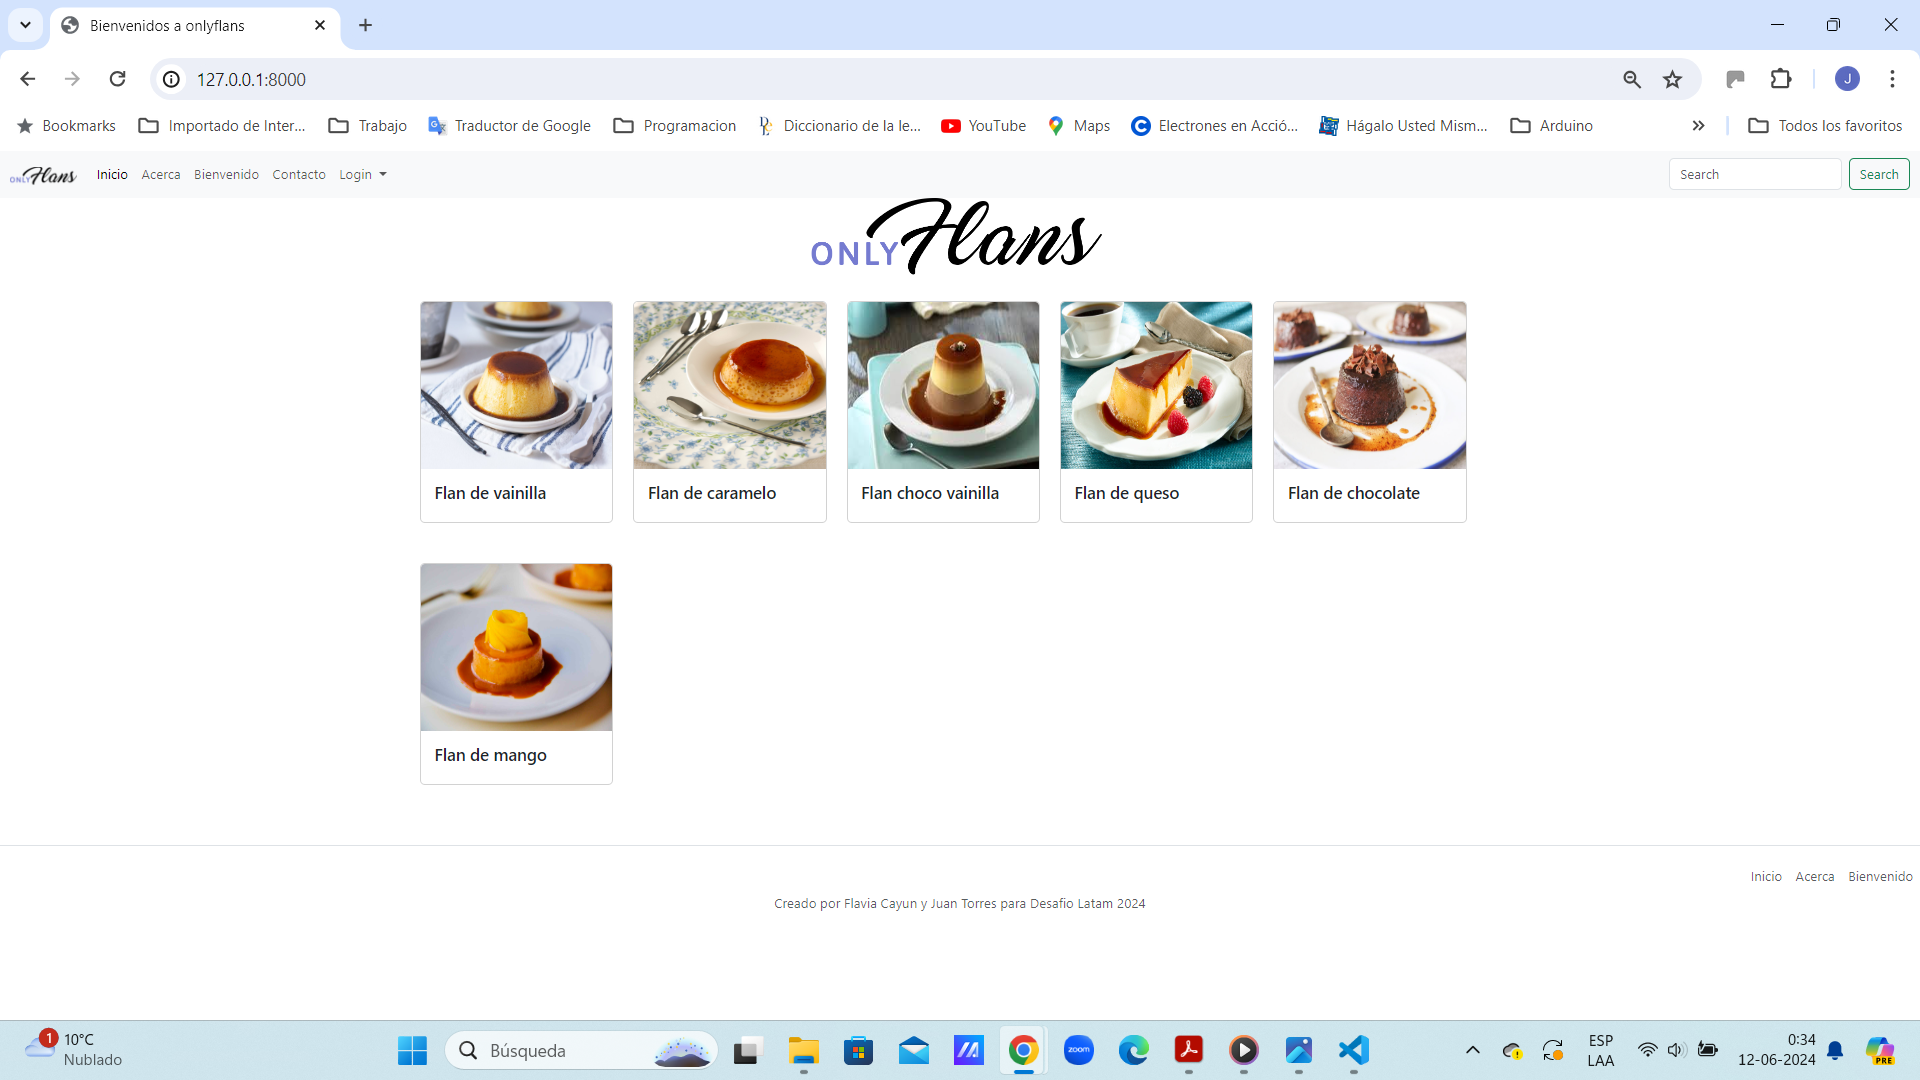 Bienvenidos a onlyflans
127.0.0.1:8000
J
Bookmarks Importado de Inter... Trabajo Traductor de Google Programacion Diccionario de la le... YouTube Maps Electrones en Acció... Hágalo Usted Mism... Arduino » Todos los favoritos
ONLY Flans Inicio Acerca Bienvenido Contacto Login Search Search
ONLY Flans
Flan de vainilla Flan de caramelo Flan choco vainilla Flan de queso Flan de chocolate
Flan de mango
Inicio Acerca Bienvenido
Creado por Flavia Cayun y Juan Torres para Desafio Latam 2024
1 10°C
Nublado
Búsqueda
zoom
ESP
LAA
0:34
12-06-2024
PRE